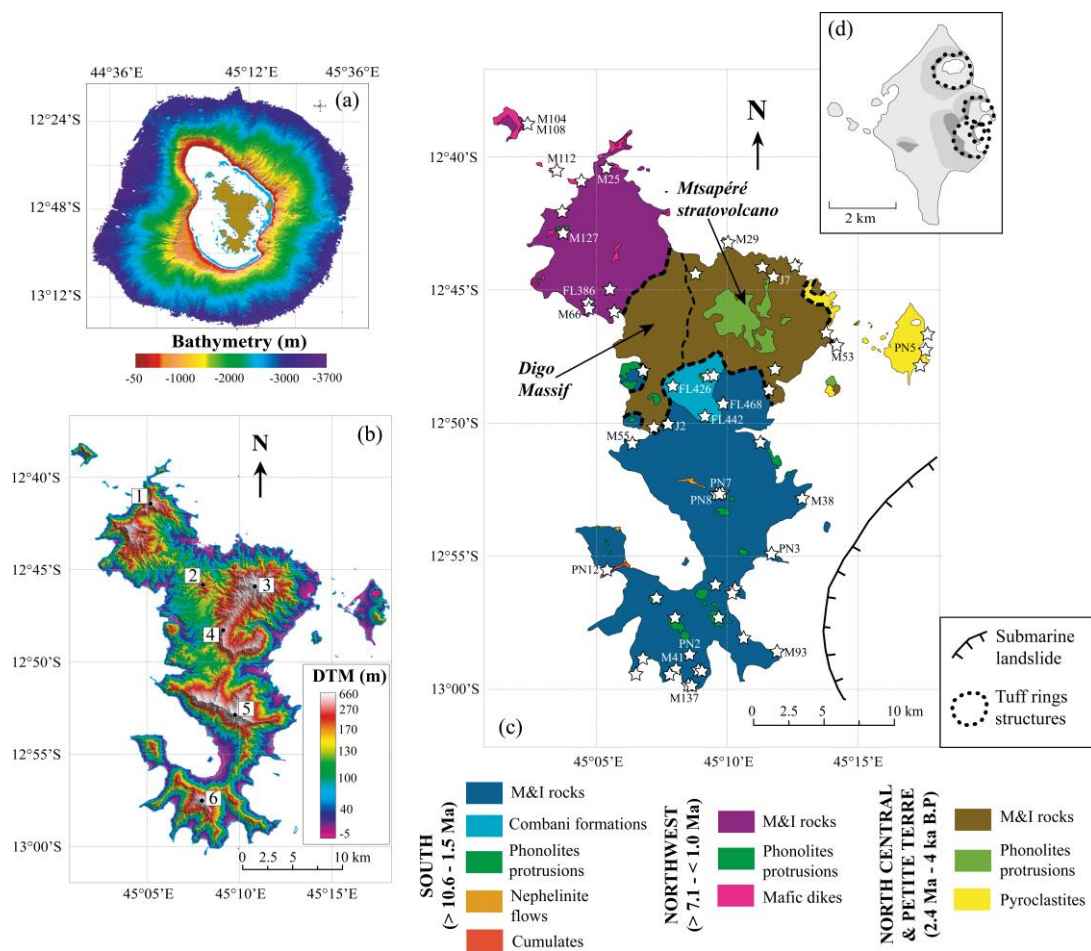 44°36’E
45°12’E
45°36’E
(a)
12°24’S
12°48’S
13°12’S
Bathymetry (m)
-50
-1000
-2000
-3000
-3700
(b)
N
12°40’S
12°45’S
12°50’S
12°55’S
13°00’S
1
2
3
4
5
6
DTM (m)
660
270
170
130
100
40
-5
0
2.5
5
10 km
45°05’E
45°10’E
45°15’E
(d)
2 km
N
M104
M108
M112
M25
Mtsapéré
stratovolcano
12°40’S
M127
M29
J7
FL386
M66
12°45’S
PN5
M53
Digo
Massif
FL426
FL468
FL442
12°50’S
M55
J2
PN7
PN8
M38
12°55’S
PN3
PN12
PN2
M41
M93
M137
13°00’S
0
2.5
5
10 km
(c)
45°05’E
45°10’E
45°15’E
Submarine
landslide
Tuff rings
structures
SOUTH
(> 10.6 - 1.5 Ma)
M&I rocks
Combani formations
Phonolites
protrusions
Nephelinite
flows
Cumulates
NORTHWEST
(> 7.1 - < 1.0 Ma)
M&I rocks
Phonolites
protrusions
Mafic dikes
NORTH CENTRAL
& PETITE TERRE
(2.4 Ma - 4 ka B.P)
M&I rocks
Phonolites
protrusions
Pyroclastites